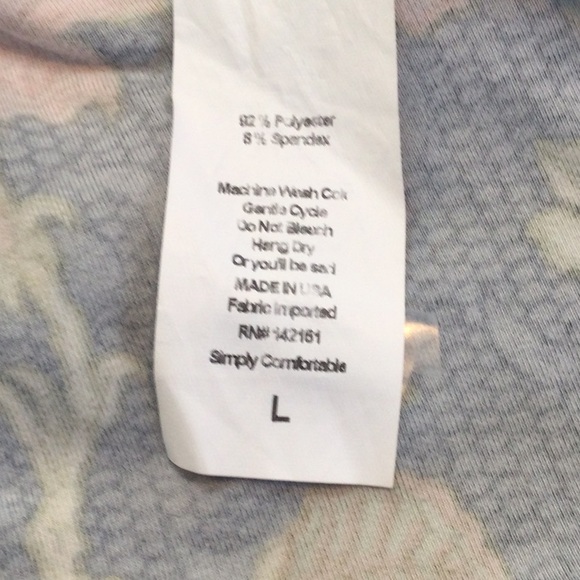 92% Polyester
8% Spandex
Machine Wash Cold
Gentle Cycle
Do Not Bleach
Hang Dry
Or you'll be sad
MADE IN USA
Fabric Imported
RN# 142161
Simply Comfortable
L